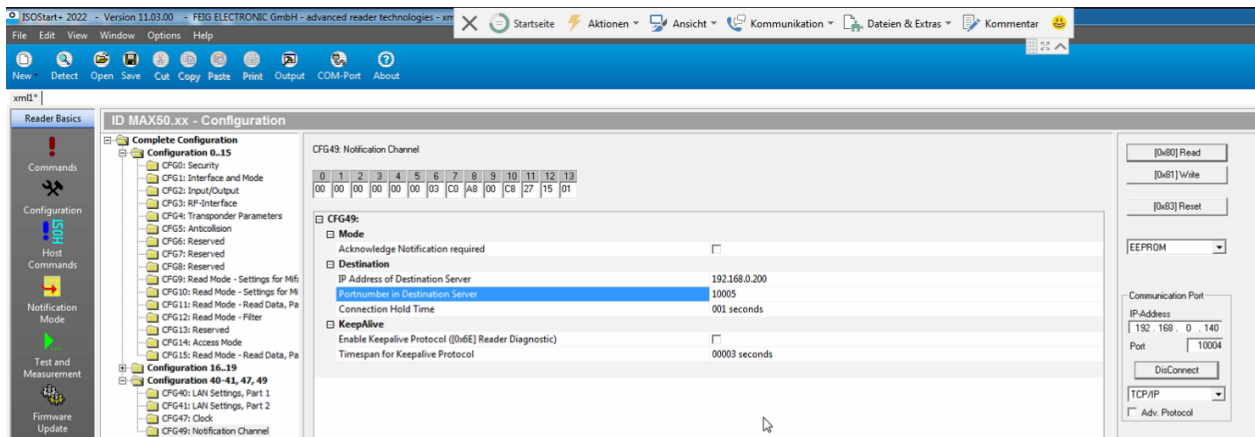 ISOStart+ 2022 - Version 11.03.00 - FEIG ELECTRONIC GmbH - advanced reader technologies - xm
Startseite Aktionen Ansicht Kommunikation Dateien & Extras Kommentar
File Edit View Window Options Help
New Detect Open Save Cut Copy Paste Print Output COM-Port About
xml1*
Reader Basics
Commands
Configuration
HOST
Host
Commands
Notification
Mode
Test and
Measurement
Firmware
Update
ID MAX50.xx - Configuration
Complete Configuration
Configuration 0..15
CFG0: Security
CFG1: Interface and Mode
CFG2: Input/Output
CFG3: RF-Interface
CFG4: Transponder Parameters
CFG5: Anticollision
CFG6: Reserved
CFG7: Reserved
CFG8: Reserved
CFG9: Read Mode - Settings for Mifa
CFG10: Read Mode - Settings for Mi
CFG11: Read Mode - Read Data, Pa
CFG12: Read Mode - Filter
CFG13: Reserved
CFG14: Access Mode
CFG15: Read Mode - Read Data, Pa
Configuration 16..19
Configuration 40-41, 47, 49
CFG40: LAN Settings, Part 1
CFG41: LAN Settings, Part 2
CFG47: Clock
CFG49: Notification Channel
CFG49: Notification Channel
0 1 2 3 4 5 6 7 8 9 10 11 12 13
00 00 00 00 00 00 03 C0 A8 00 C8 27 15 01
CFG49:
Mode
Acknowledge Notification required
Destination
IP Address of Destination Server 192.168.0.200
Portnumber in Destination Server 10005
Connection Hold Time 001 seconds
KeepAlive
Enable Keepalive Protocol ([0x6E] Reader Diagnostic)
Timespan for Keepalive Protocol 00003 seconds
[0x80] Read
[0x81] Write
[0x83] Reset
EEPROM
Communication Port
IP-Address
192 . 168 . 0 . 140
Port 10004
DisConnect
TCP/IP
Adv. Protocol